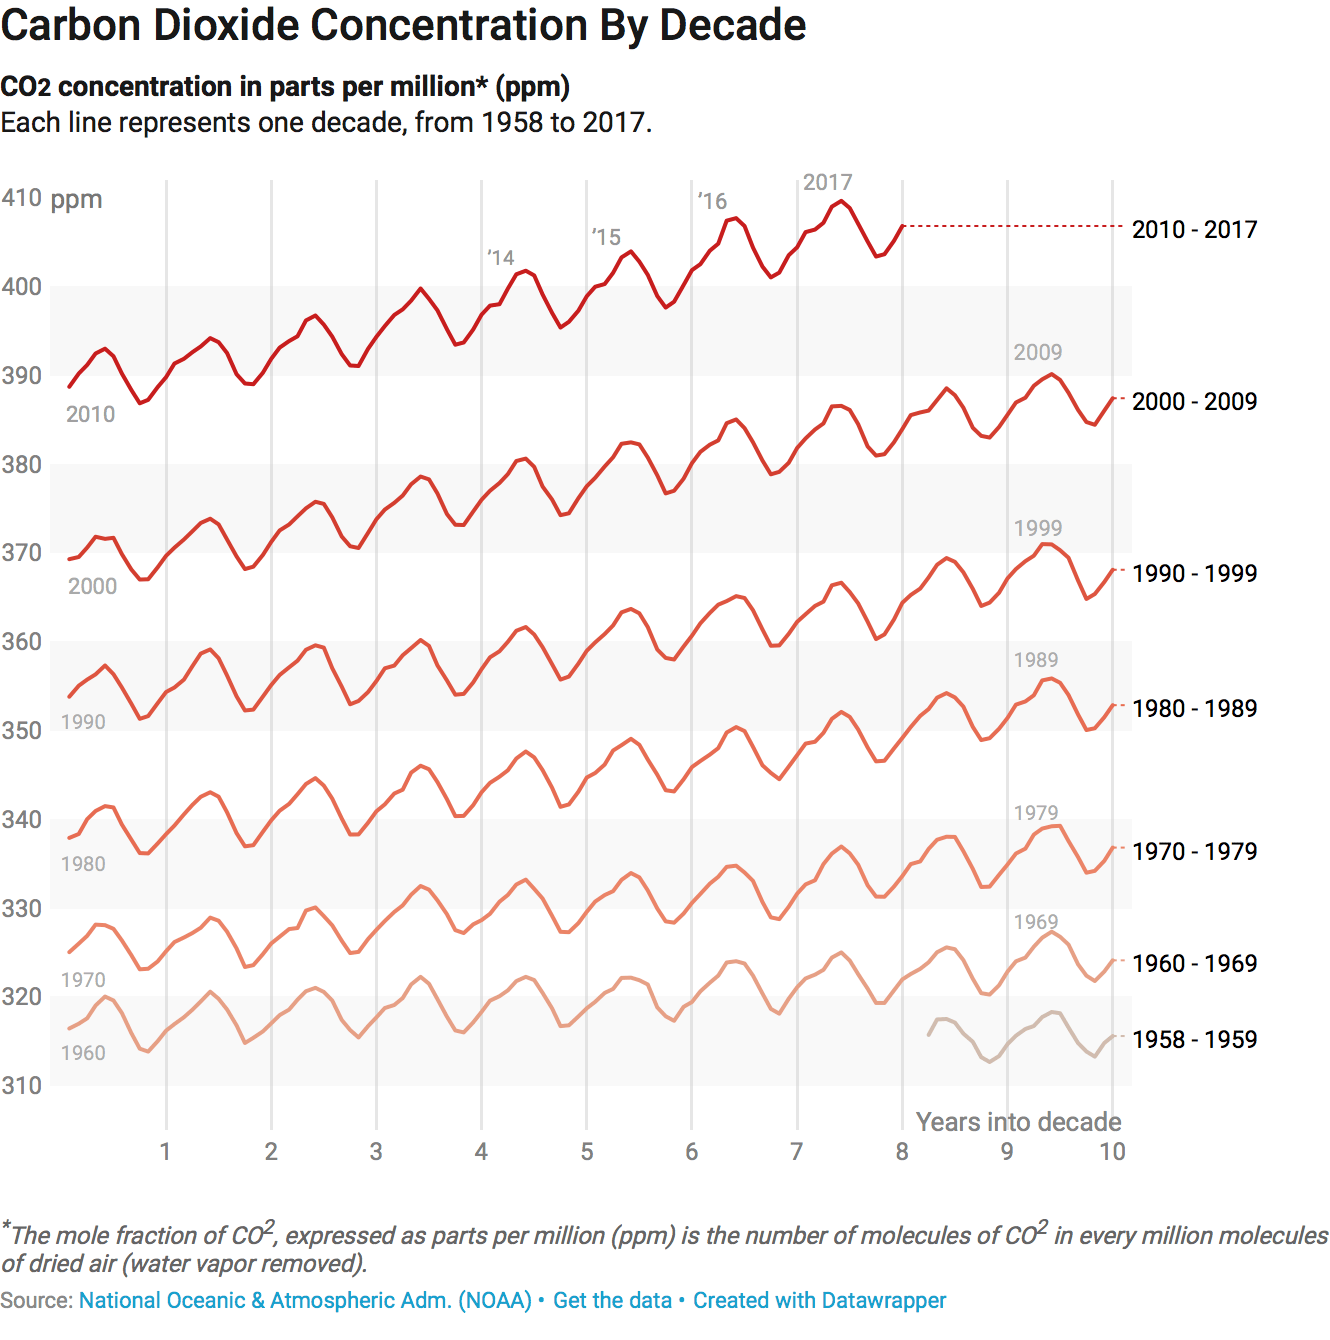 Carbon Dioxide Concentration By Decade
CO2 concentration in parts per million* (ppm)
Each line represents one decade, from 1958 to 2017.
410 ppm
400
390
380
370
360
350
340
330
320
310
'14
'15
'16
2017
2010
2010 - 2017
2009
2000
2000 - 2009
1999
1990
1990 - 1999
1989
1980
1980 - 1989
1979
1970
1970 - 1979
1969
1960
1960 - 1969
1958 - 1959
Years into decade
1 2 3 4 5 6 7 8 9 10
*The mole fraction of CO2, expressed as parts per million (ppm) is the number of molecules of CO2 in every million molecules
of dried air (water vapor removed).
Source: National Oceanic & Atmospheric Adm. (NOAA) • Get the data • Created with Datawrapper